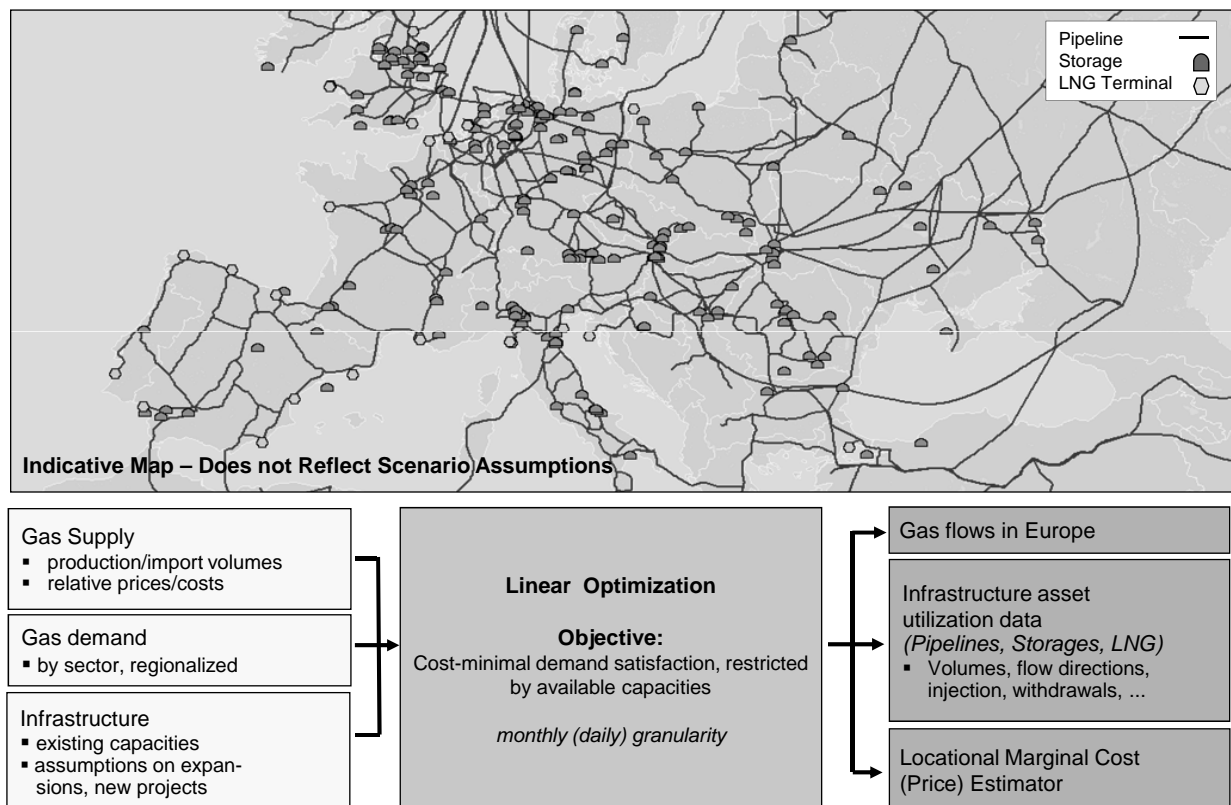 Pipeline
Storage
LNG Terminal
Indicative Map – Does not Reflect Scenario Assumptions
Gas Supply
▪ production/import volumes
▪ relative prices/costs
Gas demand
▪ by sector, regionalized
Infrastructure
▪ existing capacities
▪ assumptions on expan-
sions, new projects
Linear Optimization
Objective:
Cost-minimal demand satisfaction, restricted
by available capacities
monthly (daily) granularity
Gas flows in Europe
Infrastructure asset
utilization data
(Pipelines, Storages, LNG)
▪ Volumes, flow directions,
injection, withdrawals, ...
Locational Marginal Cost
(Price) Estimator